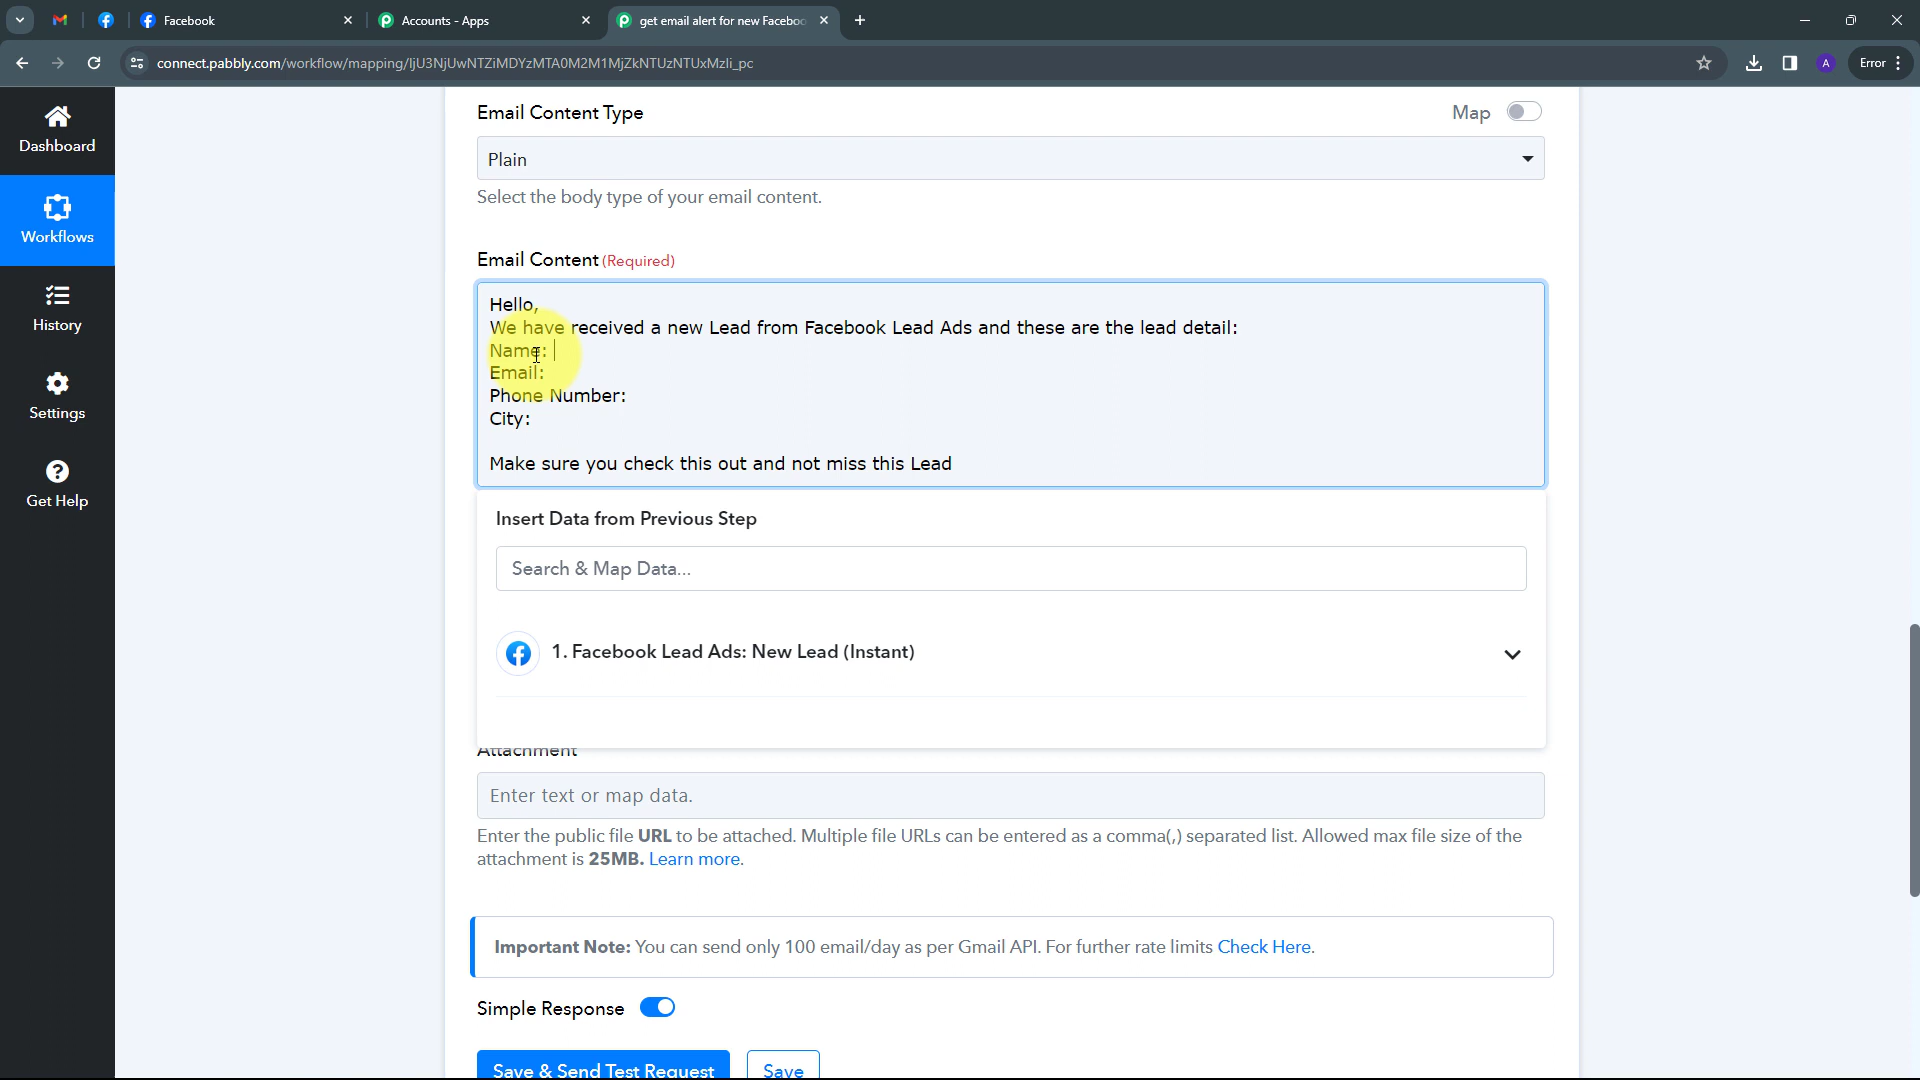 Facebook
Accounts - Apps
get email alert for new Faceboo
connect.pabbly.com/workflow/mapping/IjU3NjUwNTZiMDYzMTA0M2M1MjZkNTUzNTUxMzIi_pc
A
Error
Dashboard
Workflows
History
Settings
Get Help
Email Content Type
Map
Plain
Select the body type of your email content.
Email Content (Required)
Hello,
We have received a new Lead from Facebook Lead Ads and these are the lead detail:
Name:
Email:
Phone Number:
City:
Make sure you check this out and not miss this Lead
Insert Data from Previous Step
Search & Map Data...
1. Facebook Lead Ads: New Lead (Instant)
Attachment
Enter text or map data.
Enter the public file URL to be attached. Multiple file URLs can be entered as a comma(,) separated list. Allowed max file size of the
attachment is 25MB. Learn more.
Important Note: You can send only 100 email/day as per Gmail API. For further rate limits Check Here.
Simple Response
Save & Send Test Request
Save